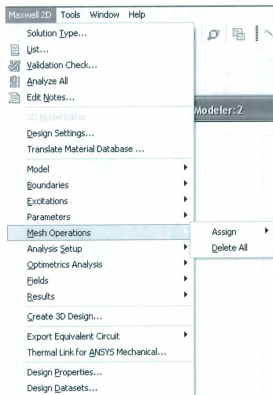 Maxwell 2D Tools Window Help
Solution Type...
List...
Validation Check...
Analyze All
Edit Notes...
3D Model Editor
Modeler: 2
Design Settings...
Translate Material Database ...
Model
Boundaries
Excitations
Parameters
Mesh Operations
Assign
Analysis Setup
Delete All
Optimetrics Analysis
Fields
Results
Create 3D Design...
Export Equivalent Circuit
Thermal Link for ANSYS Mechanical...
Design Properties...
Design Datasets...